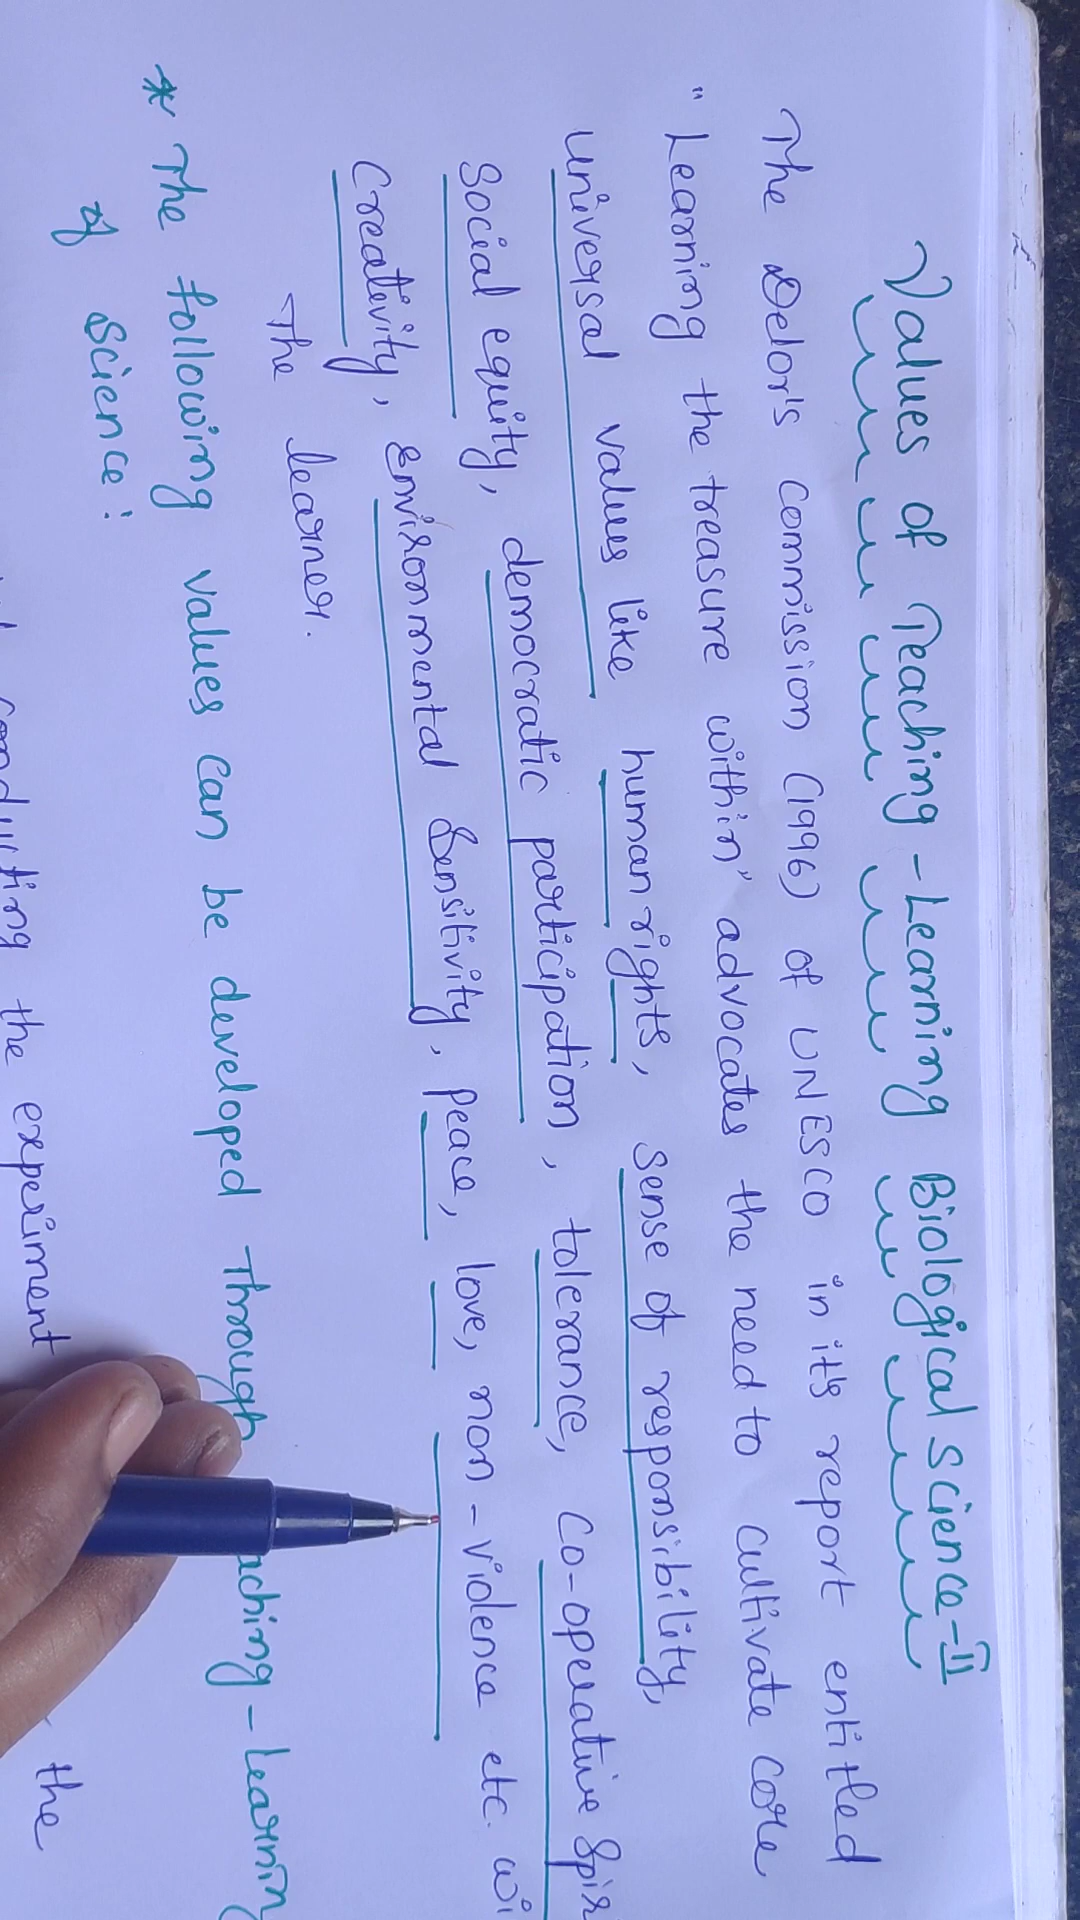 Values of Teaching-Learning Biological Science-II
The Delor's Commission (1996) of UNESCO in it's report entitled
"Learning the treasure within" advocates the need to cultivate core
universal values like human rights, sense of responsibility,
Social equity, democratic participation, tolerance, Co-operative
Creativity, environmental Sensitivity, peace, love, non-violence etc.
The learner.
* The following values can be developed Through Learning
of Science:
the experiment the